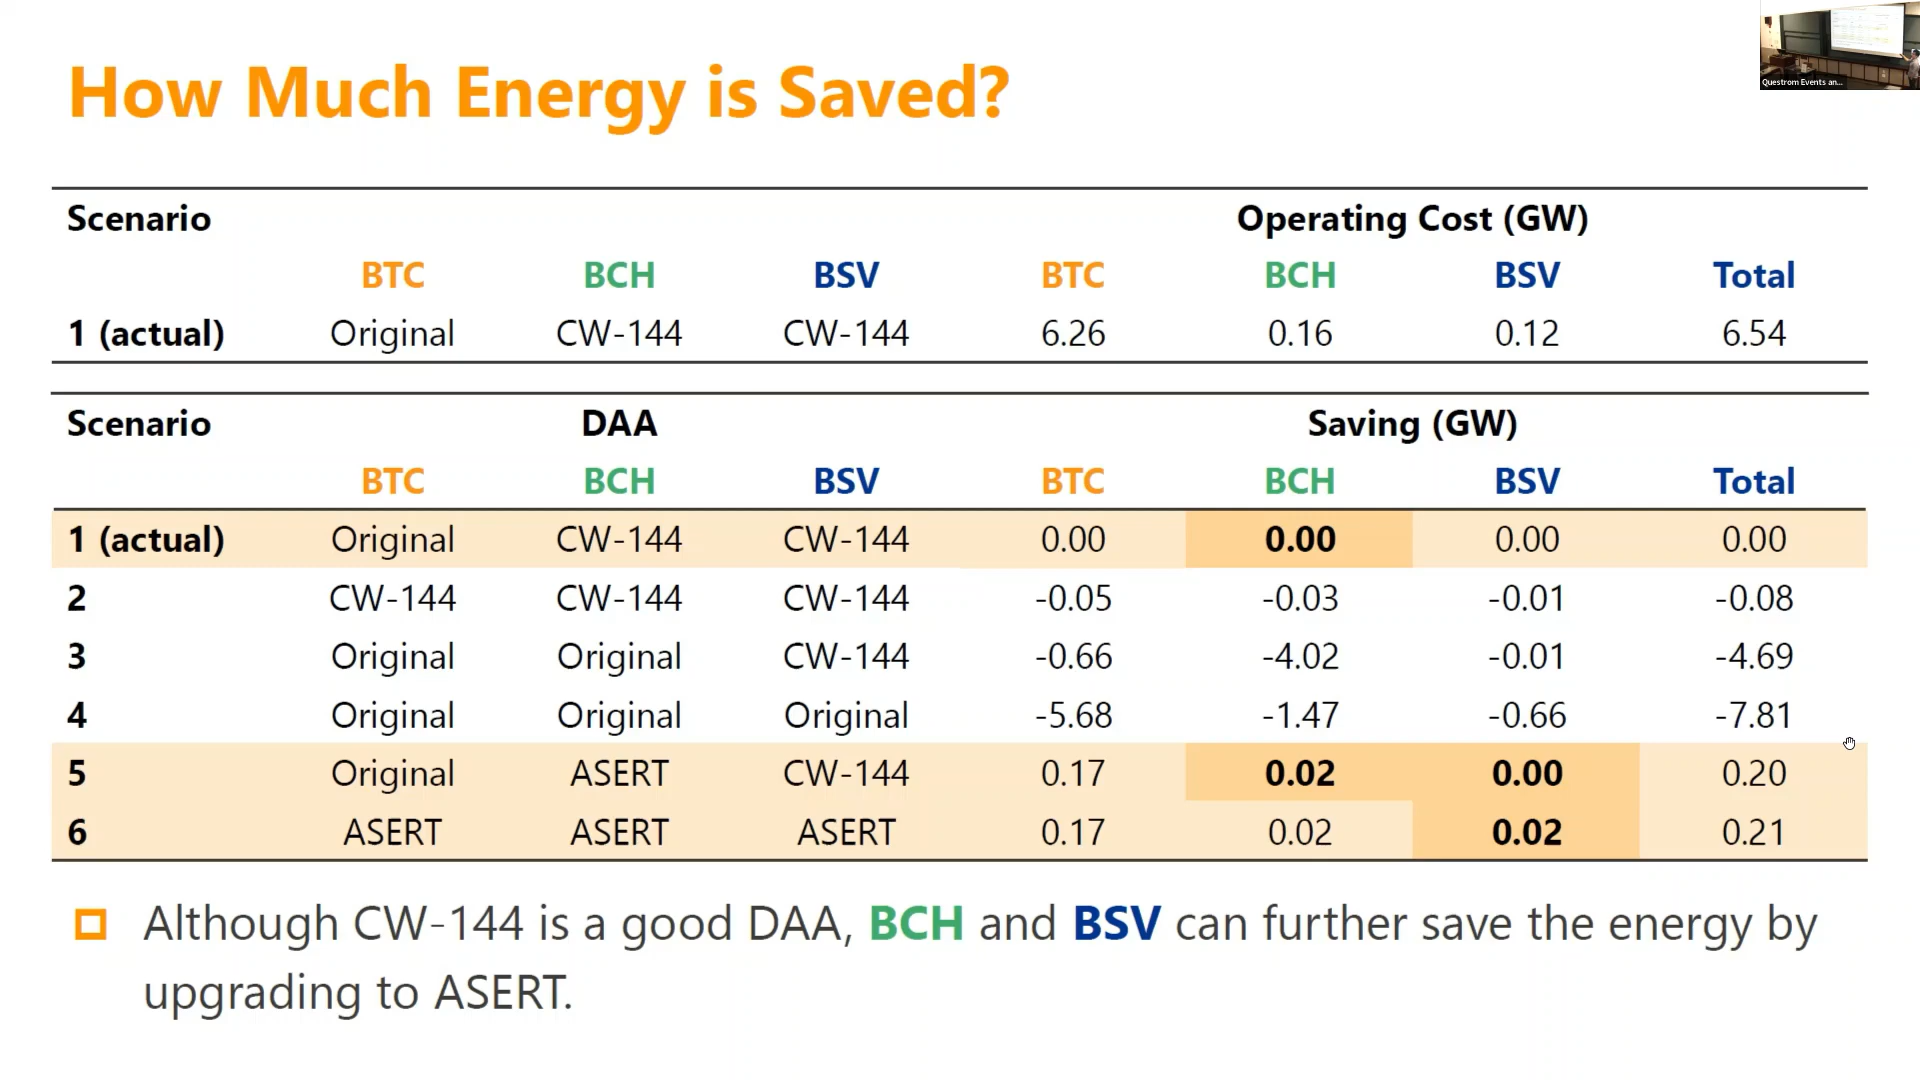 How Much Energy is Saved?
Questrom Events an...
Scenario Operating Cost (GW)
BTC BCH BSV BTC BCH BSV Total
1 (actual) Original CW-144 CW-144 6.26 0.16 0.12 6.54
Scenario DAA Saving (GW)
BTC BCH BSV BTC BCH BSV Total
1 (actual) Original CW-144 CW-144 0.00 0.00 0.00 0.00
2 CW-144 CW-144 CW-144 -0.05 -0.03 -0.01 -0.08
3 Original Original CW-144 -0.66 -4.02 -0.01 -4.69
4 Original Original Original -5.68 -1.47 -0.66 -7.81
5 Original ASERT CW-144 0.17 0.02 0.00 0.20
6 ASERT ASERT ASERT 0.17 0.02 0.02 0.21
Although CW-144 is a good DAA, BCH and BSV can further save the energy by
upgrading to ASERT.